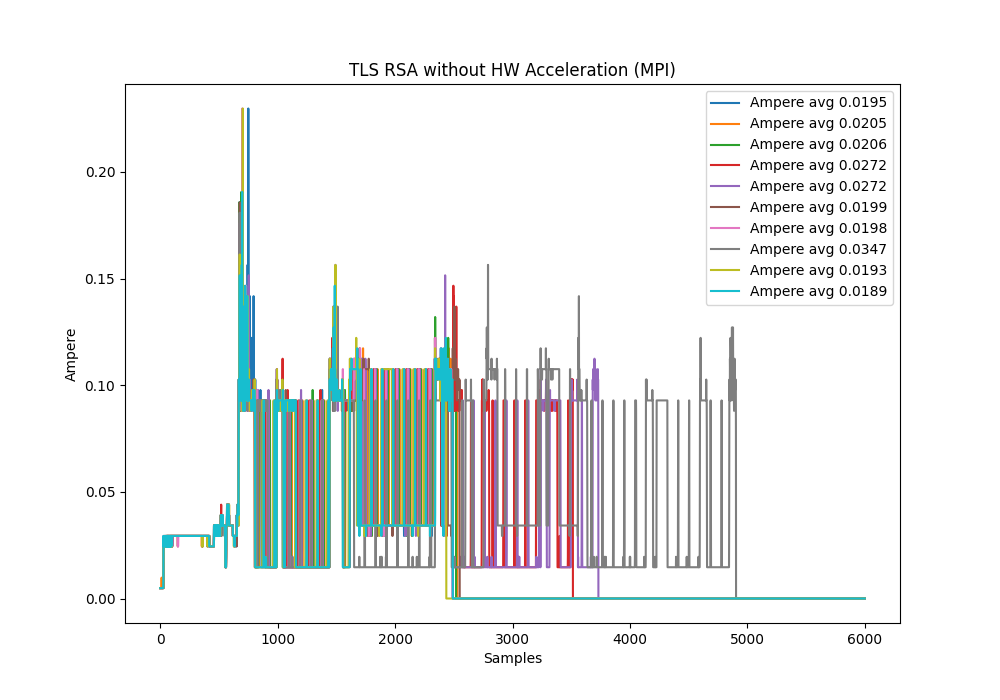 TLS RSA without HW Acceleration (MPI)
Ampere avg 0.0195
Ampere avg 0.0205
Ampere avg 0.0206
Ampere avg 0.0272
Ampere avg 0.0272
Ampere avg 0.0199
Ampere avg 0.0198
Ampere avg 0.0347
Ampere avg 0.0193
Ampere avg 0.0189
Ampere
0.20
0.15
0.10
0.05
0.00
0 1000 2000 3000 4000 5000 6000
Samples